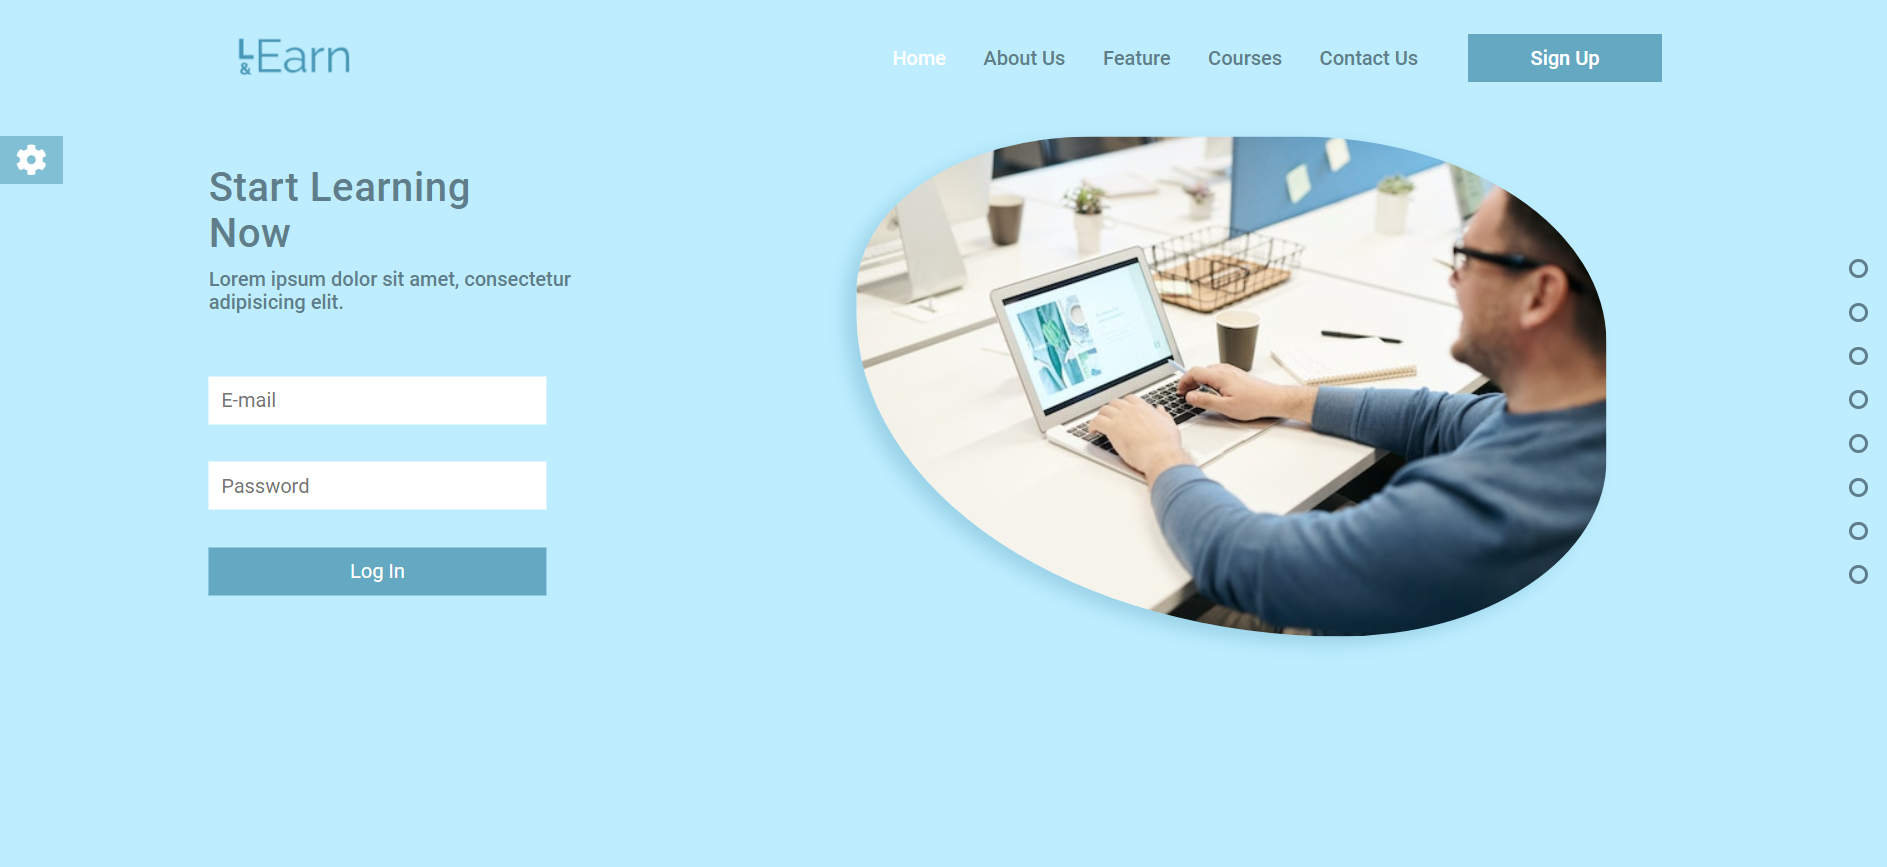 L&Earn
Home About Us Feature Courses Contact Us Sign Up
Start Learning
Now
Lorem ipsum dolor sit amet, consectetur
adipisicing elit.
E-mail
Password
Log In